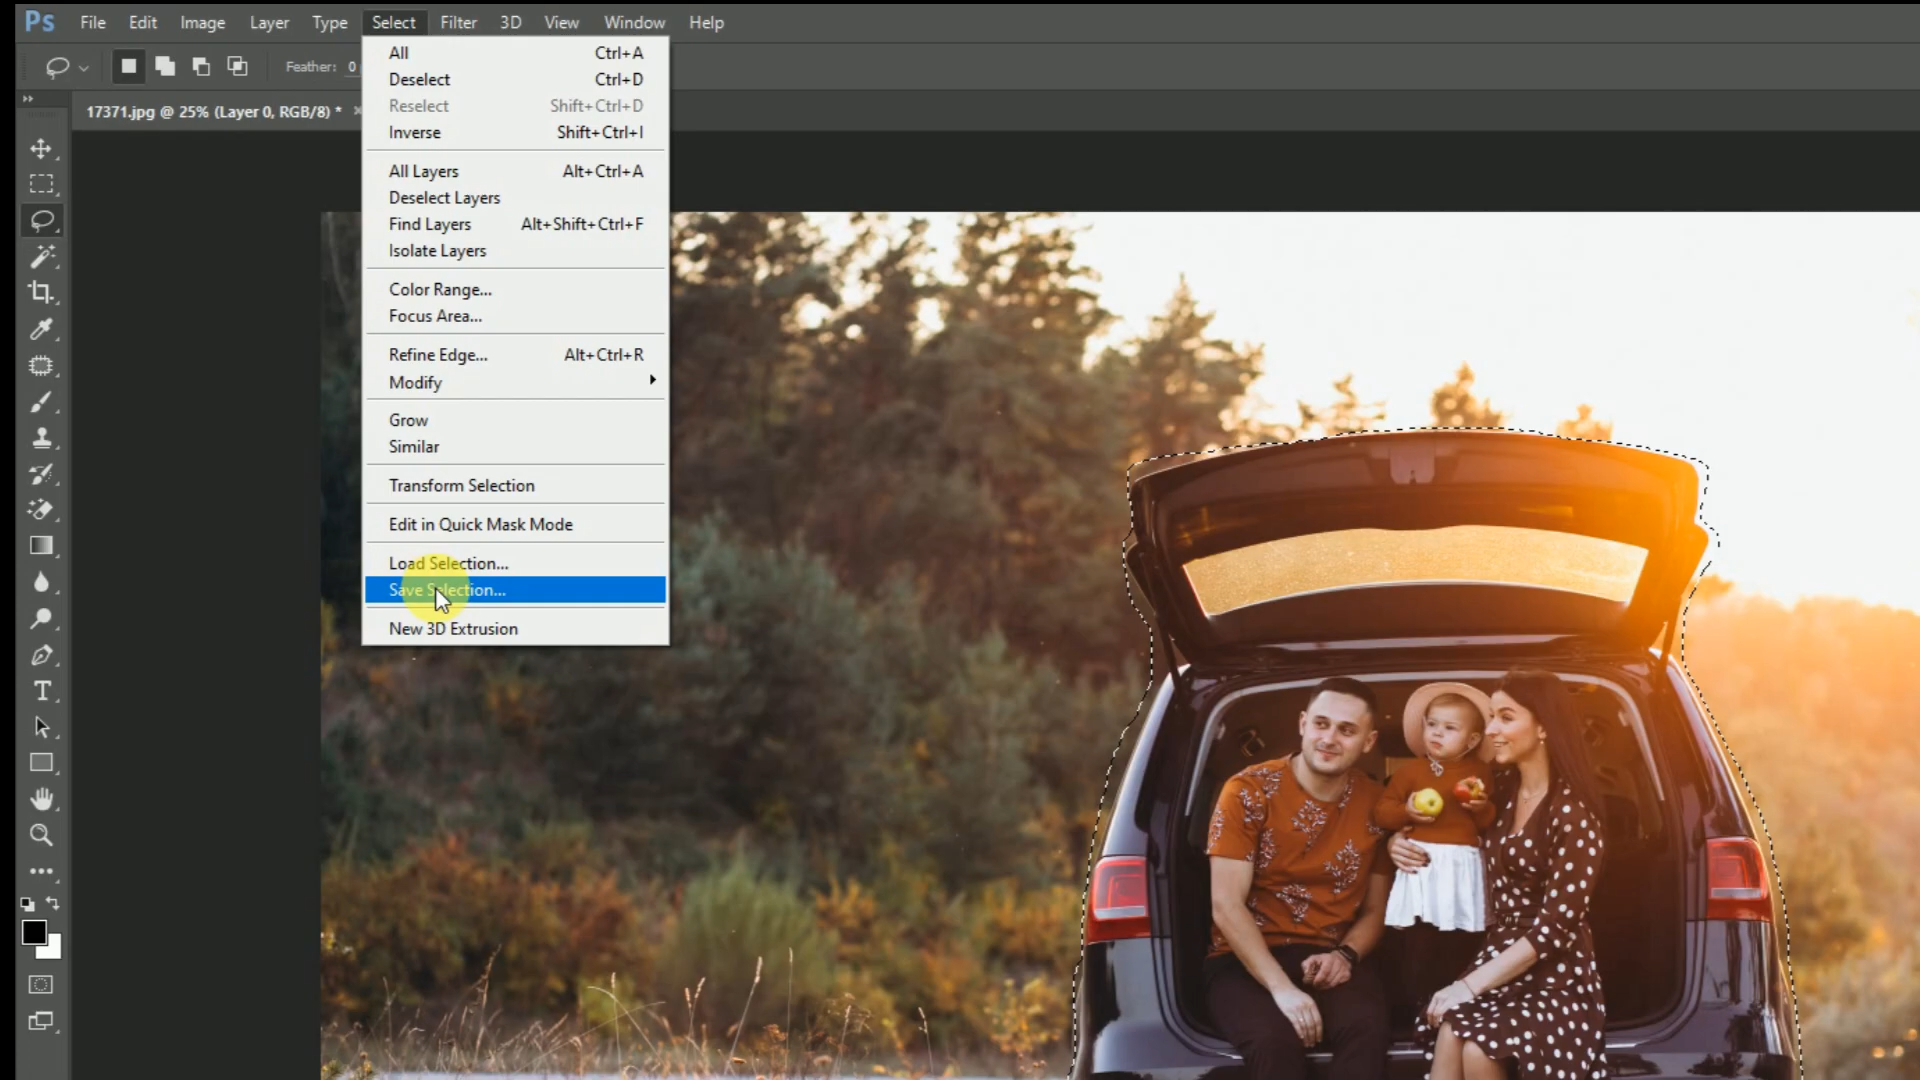 Ps File Edit Image Layer Type Select Filter 3D View Window Help
Feather: 0
17371.jpg @ 25% (Layer 0, RGB/8) *
All Ctrl+A
Deselect Ctrl+D
Reselect Shift+Ctrl+D
Inverse Shift+Ctrl+I
All Layers Alt+Ctrl+A
Deselect Layers
Find Layers Alt+Shift+Ctrl+F
Isolate Layers
Color Range...
Focus Area...
Refine Edge... Alt+Ctrl+R
Modify
Grow
Similar
Transform Selection
Edit in Quick Mask Mode
Load Selection...
Save Selection...
New 3D Extrusion